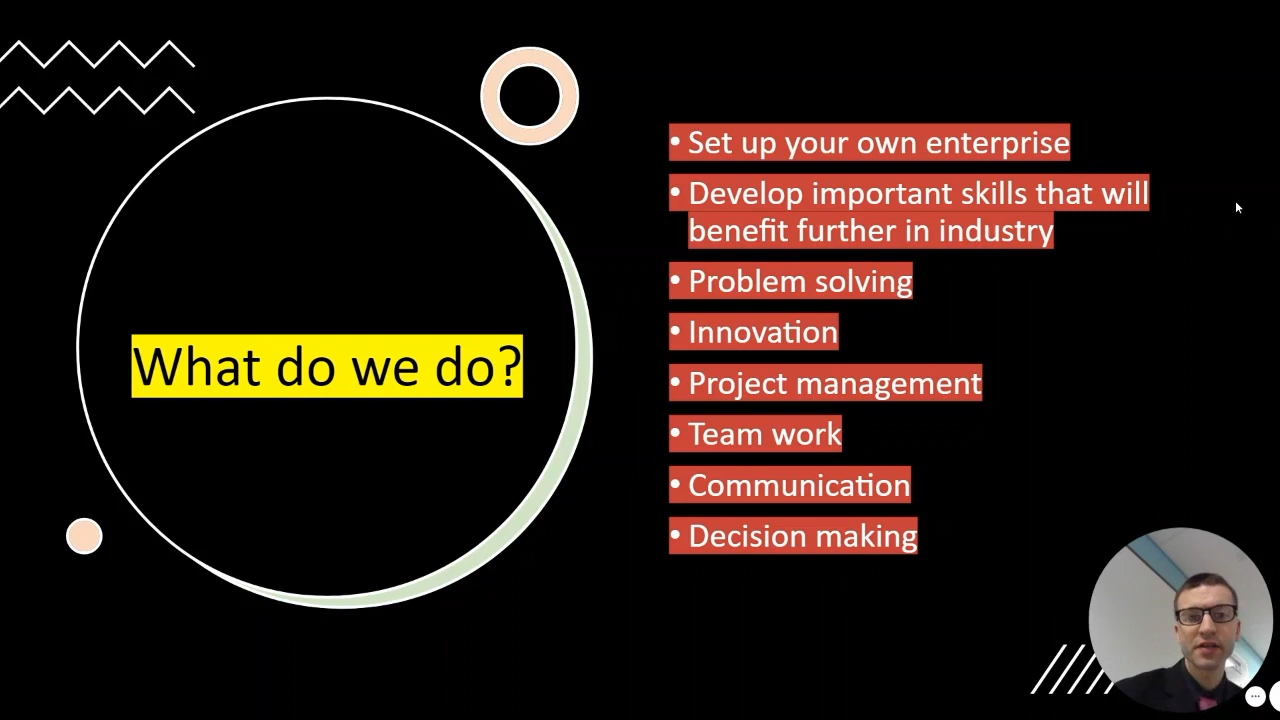 What do we do?
• Set up your own enterprise
• Develop important skills that will
benefit further in industry
• Problem solving
• Innovation
• Project management
• Team work
• Communication
• Decision making